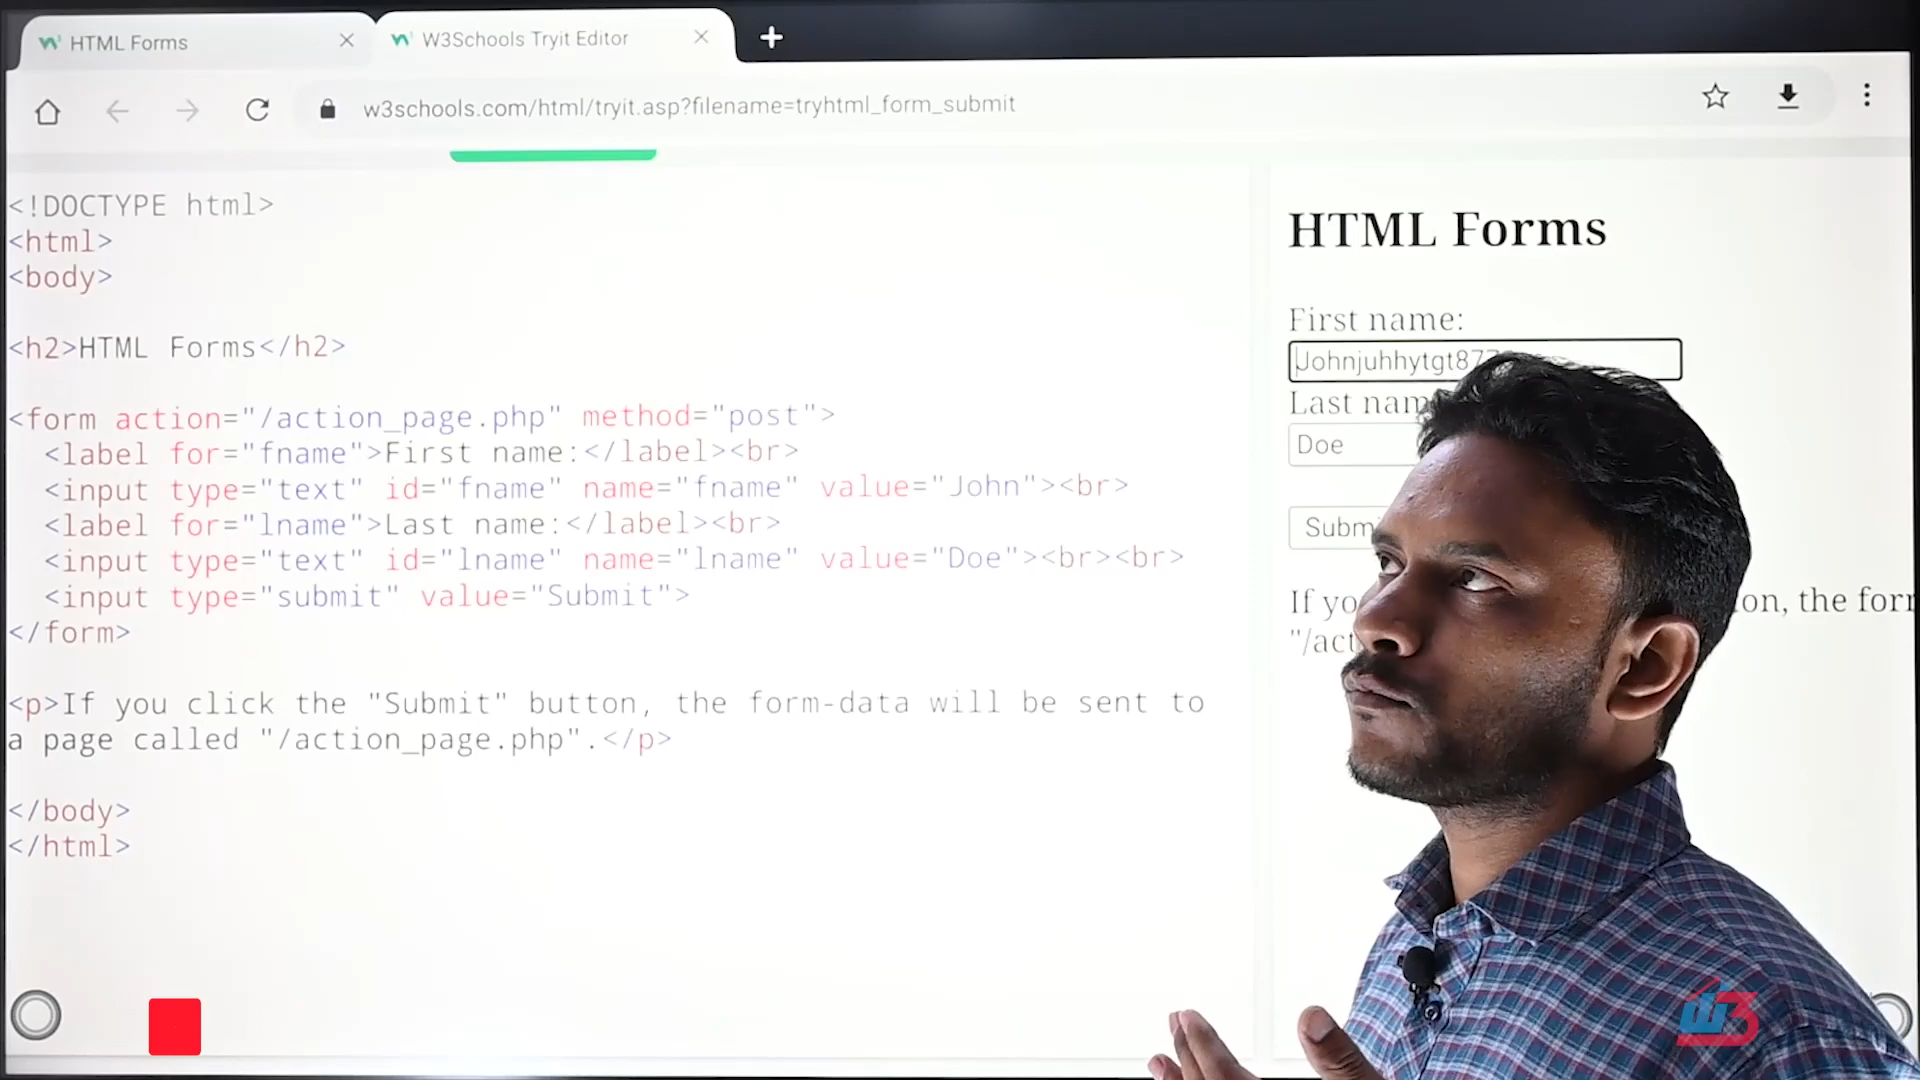 HTML Forms
W3Schools Tryit Editor
w3schools.com/html/tryit.asp?filename=tryhtml_form_submit
<!DOCTYPE html>
<html>
<body>
<h2>HTML Forms</h2>
<form action="/action_page.php" method="post">
<label for="fname">First name:</label><br>
<input type="text" id="fname" name="fname" value="John"><br>
<label for="lname">Last name:</label><br>
<input type="text" id="lname" name="lname" value="Doe"><br><br>
<input type="submit" value="Submit">
</form>
<p>If you click the "Submit" button, the form-data will be sent to
a page called "/action_page.php".</p>
</body>
</html>
HTML Forms
First name:
Johnjuhhytgt87
Last nam
Doe
Submi
If yo on, the forr
"/act
W3